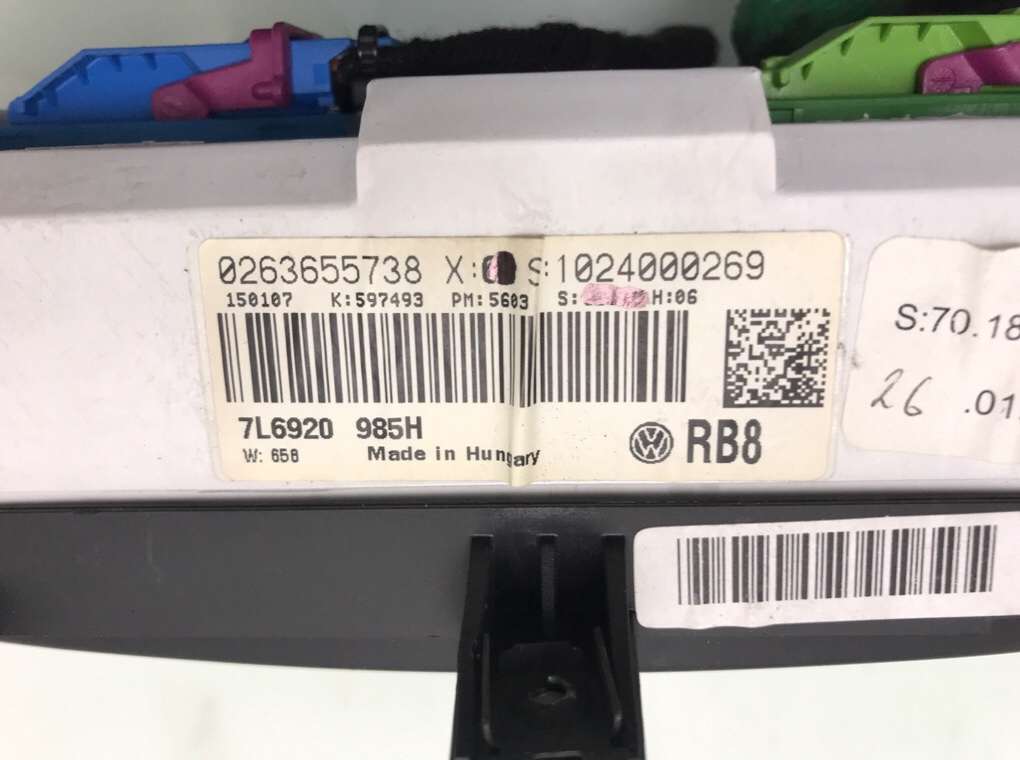 0263655738 X: S:1024000269
150107 K:597493 PM:5603 S: H:06
7L6920 985H
W: 658 Made in Hungary
RB8
S:70.18
26 .01